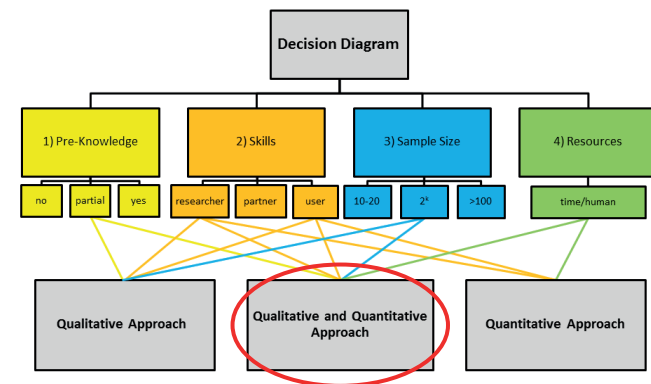 Decision Diagram
1) Pre-Knowledge
2) Skills
3) Sample Size
4) Resources
no
partial
yes
researcher
partner
user
10-20
2ᵏ
>100
time/human
Qualitative Approach
Qualitative and Quantitative
Approach
Quantitative Approach